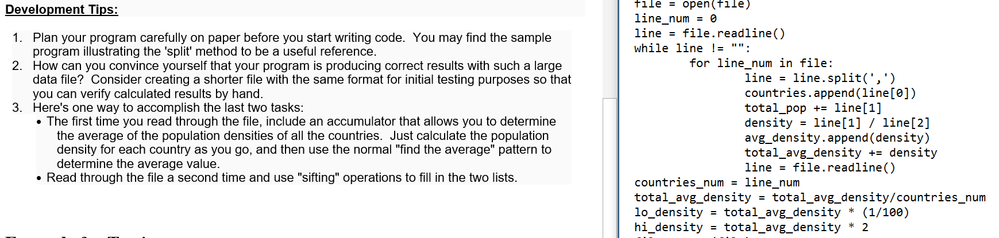 Development Tips:
1. Plan your program carefully on paper before you start writing code.  You may find the sample
program illustrating the 'split' method to be a useful reference.
2. How can you convince yourself that your program is producing correct results with such a large
data file?  Consider creating a shorter file with the same format for initial testing purposes so that
you can verify calculated results by hand.
3. Here's one way to accomplish the last two tasks:
• The first time you read through the file, include an accumulator that allows you to determine
the average of the population densities of all the countries.  Just calculate the population
density for each country as you go, and then use the normal "find the average" pattern to
determine the average value.
• Read through the file a second time and use "sifting" operations to fill in the two lists.
file = open(file)
line_num = 0
line = file.readline()
while line != "":
        for line_num in file:
                line = line.split(',')
                countries.append(line[0])
                total_pop += line[1]
                density = line[1] / line[2]
                avg_density.append(density)
                total_avg_density += density
                line = file.readline()
countries_num = line_num
total_avg_density = total_avg_density/countries_num
lo_density = total_avg_density * (1/100)
hi_density = total_avg_density * 2